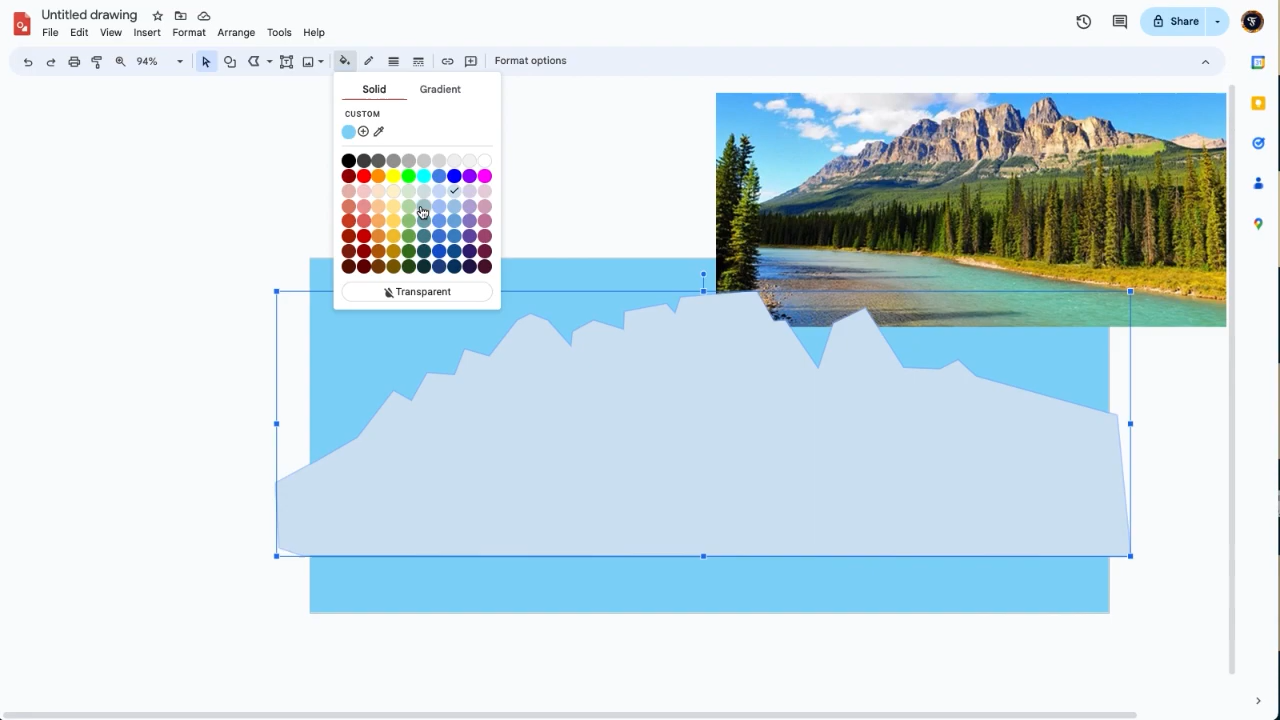 Untitled drawing
File Edit View Insert Format Arrange Tools Help
Share
94%
Format options
Solid Gradient
CUSTOM
Transparent